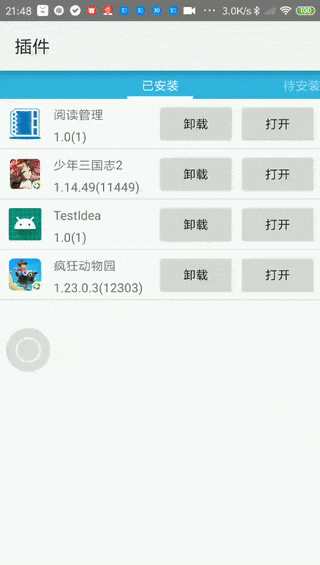 21:48 ··· 3.0K/s 100
插件
已安装 待安装
阅读管理
1.0(1)
卸载 打开
少年三国志2
1.14.49(11449)
卸载 打开
TestIdea
1.0(1)
卸载 打开
疯狂动物园
1.23.0.3(12303)
卸载 打开